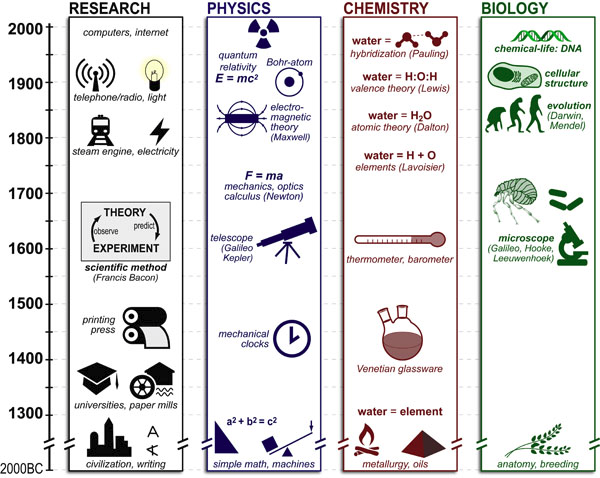 RESEARCH
PHYSICS
CHEMISTRY
BIOLOGY
2000
1900
1800
1700
1600
1500
1400
1300
2000BC
computers, internet
telephone/radio, light
steam engine, electricity
THEORY
observe
predict
EXPERIMENT
scientific method
(Francis Bacon)
printing
press
universities, paper mills
A
A
civilization, writing
quantum
relativity
E = mc²
Bohr-atom
electro-
magnetic
theory
(Maxwell)
F = ma
mechanics, optics
calculus (Newton)
telescope
(Galileo
Kepler)
mechanical
clocks
a² + b² = c²
simple math, machines
water =
hybridization (Pauling)
water = H:O:H
valence theory (Lewis)
water = H₂O
atomic theory (Dalton)
water = H + O
elements (Lavoisier)
thermometer, barometer
Venetian glassware
water = element
metallurgy, oils
chemical-life: DNA
cellular
structure
evolution
(Darwin,
Mendel)
microscope
(Galileo, Hooke,
Leeuwenhoek)
anatomy, breeding